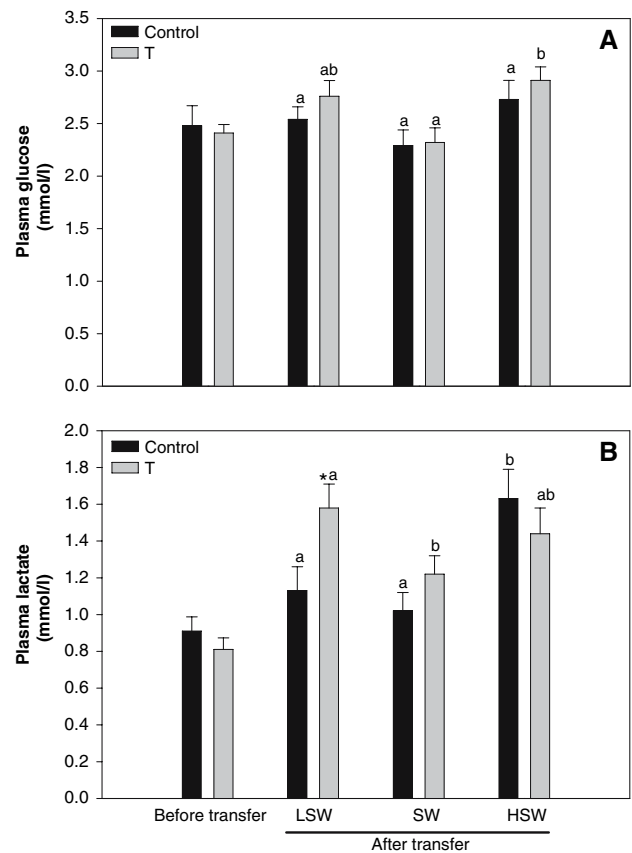 3.5
Control
T
A
3.0
2.5
2.0
1.5
1.0
0.5
0.0
Plasma glucose
(mmol/l)
a
ab
a
a
a
b
2.0
Control
T
B
1.8
1.6
1.4
1.2
1.0
0.8
0.6
0.4
0.2
0.0
Plasma lactate
(mmol/l)
a
*a
a
b
b
ab
Before transfer LSW SW HSW
After transfer